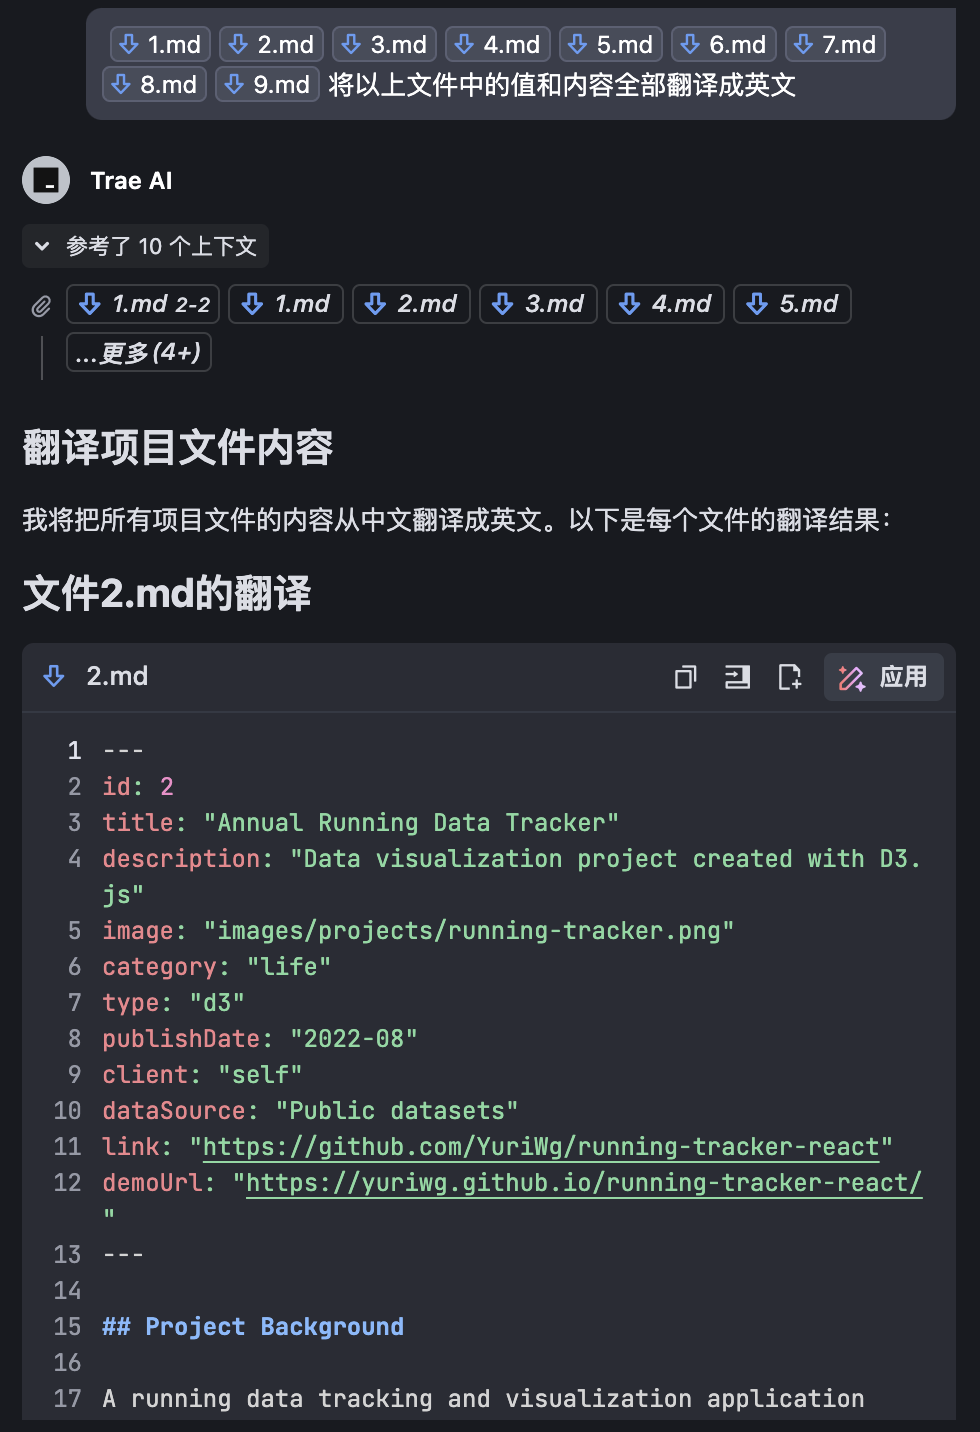 1.md 2.md 3.md 4.md 5.md 6.md 7.md
8.md 9.md 将以上文件中的值和内容全部翻译成英文
Trae AI
参考了 10 个上下文
1.md 2-2 1.md 2.md 3.md 4.md 5.md
...更多(4+)
翻译项目文件内容
我将把所有项目文件的内容从中文翻译成英文。以下是每个文件的翻译结果：
文件2.md的翻译
2.md 应用
1 ---
2 id: 2
3 title: "Annual Running Data Tracker"
4 description: "Data visualization project created with D3.
js"
5 image: "images/projects/running-tracker.png"
6 category: "life"
7 type: "d3"
8 publishDate: "2022-08"
9 client: "self"
10 dataSource: "Public datasets"
11 link: "https://github.com/YuriWg/running-tracker-react"
12 demoUrl: "https://yuriwg.github.io/running-tracker-react/
"
13 ---
14
15 ## Project Background
16
17 A running data tracking and visualization application